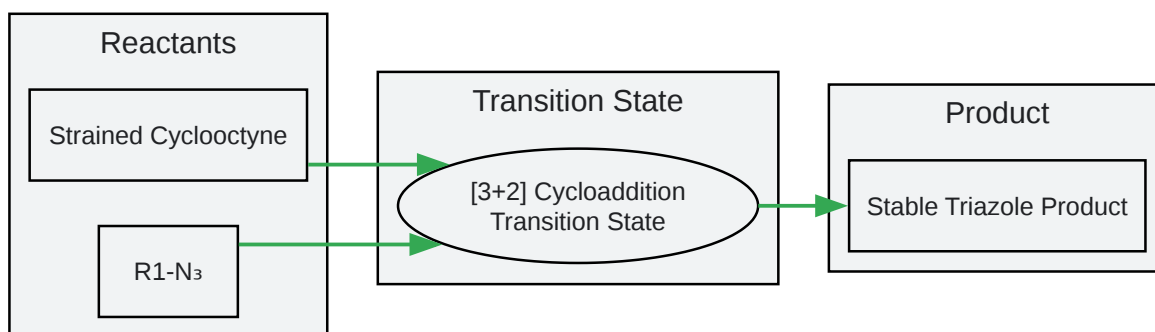 Reactants
Strained Cyclooctyne
R1-N₃
Transition State
[3+2] Cycloaddition
Transition State
Product
Stable Triazole Product